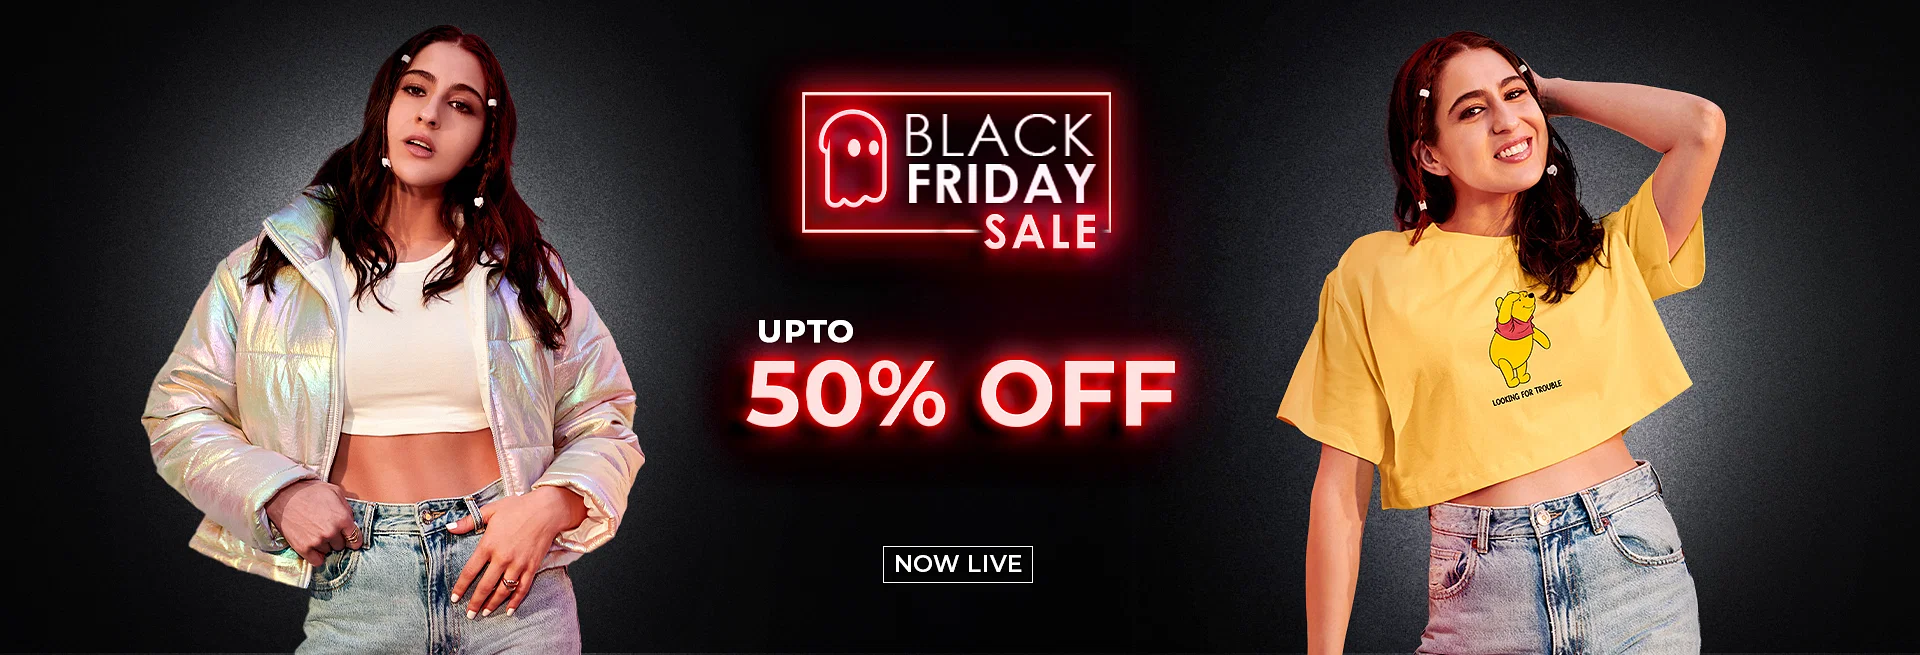 BLACK
FRIDAY
SALE
UPTO
50% OFF
NOW LIVE
LOOKING FOR TROUBLE